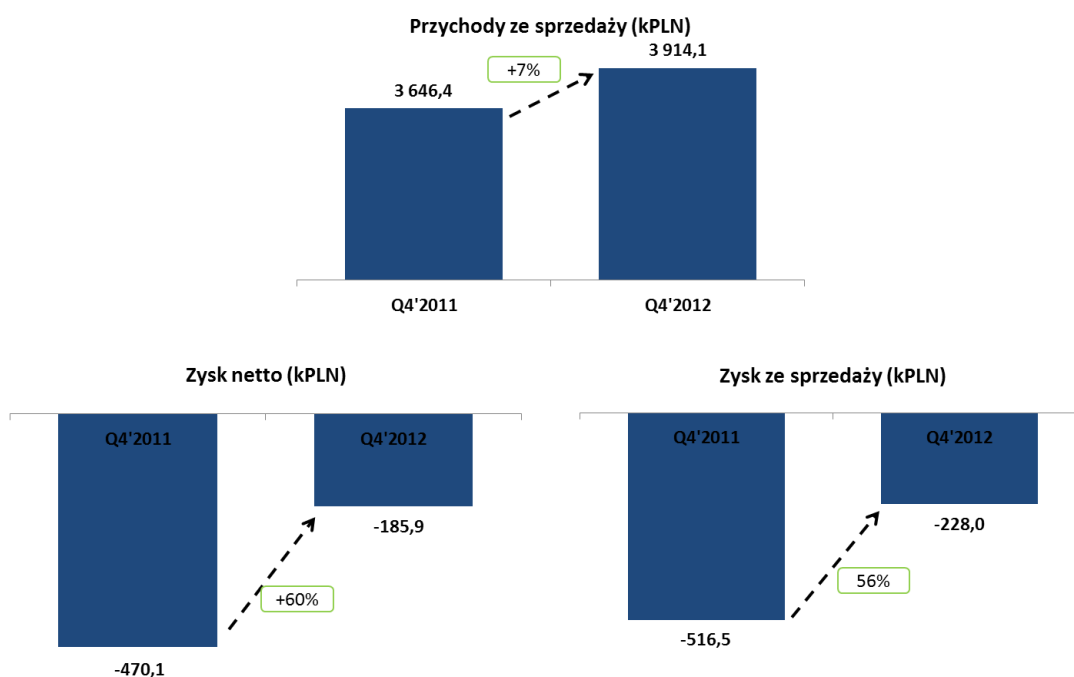 Przychody ze sprzedaży (kPLN)
3 914,1
+7%
3 646,4
Q4'2011
Q4'2012
Zysk netto (kPLN)
Q4'2011
Q4'2012
-185,9
+60%
-470,1
Zysk ze sprzedaży (kPLN)
Q4'2011
Q4'2012
-228,0
56%
-516,5